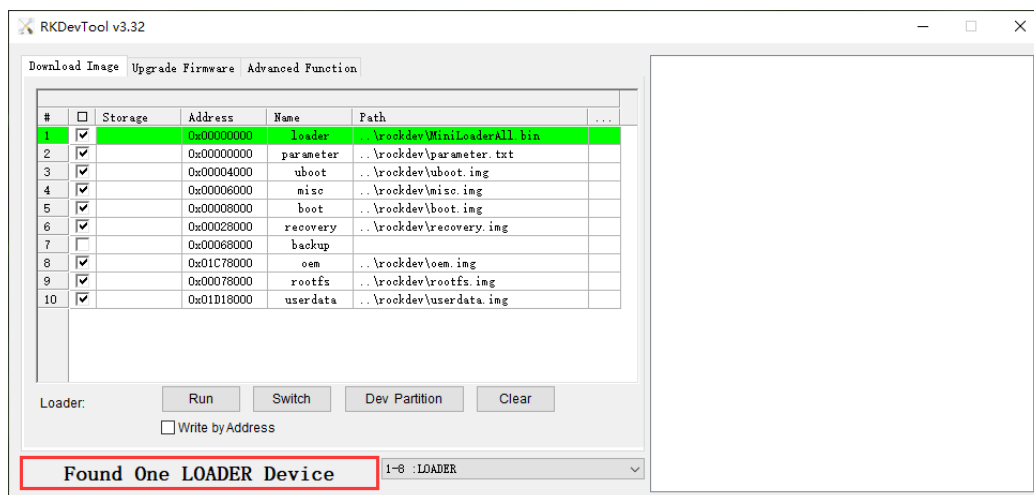 RKDevTool v3.32
Download Image Upgrade Firmware Advanced Function
# Storage Address Name Path ...
1 0x00000000 loader ..\rockdev\MiniLoaderAll.bin
2 0x00000000 parameter ..\rockdev\parameter.txt
3 0x00004000 uboot ..\rockdev\uboot.img
4 0x00006000 misc ..\rockdev\misc.img
5 0x00008000 boot ..\rockdev\boot.img
6 0x00028000 recovery ..\rockdev\recovery.img
7 0x00068000 backup
8 0x01C78000 oem ..\rockdev\oem.img
9 0x00078000 rootfs ..\rockdev\rootfs.img
10 0x01D18000 userdata ..\rockdev\userdata.img
Loader: Run Switch Dev Partition Clear
Write by Address
Found One LOADER Device 1-8 :LOADER